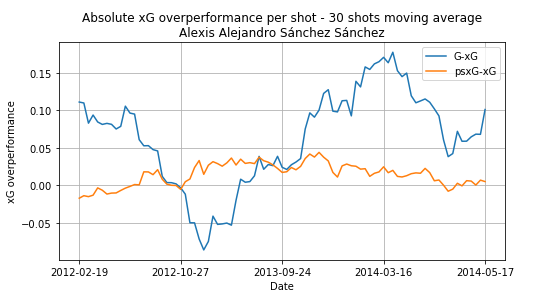 Absolute xG overperformance per shot - 30 shots moving average
Alexis Alejandro Sánchez Sánchez
G-xG
psxG-xG
xG overperformance
0.15
0.10
0.05
0.00
−0.05
2012-02-19
2012-10-27
2013-09-24
2014-03-16
2014-05-17
Date